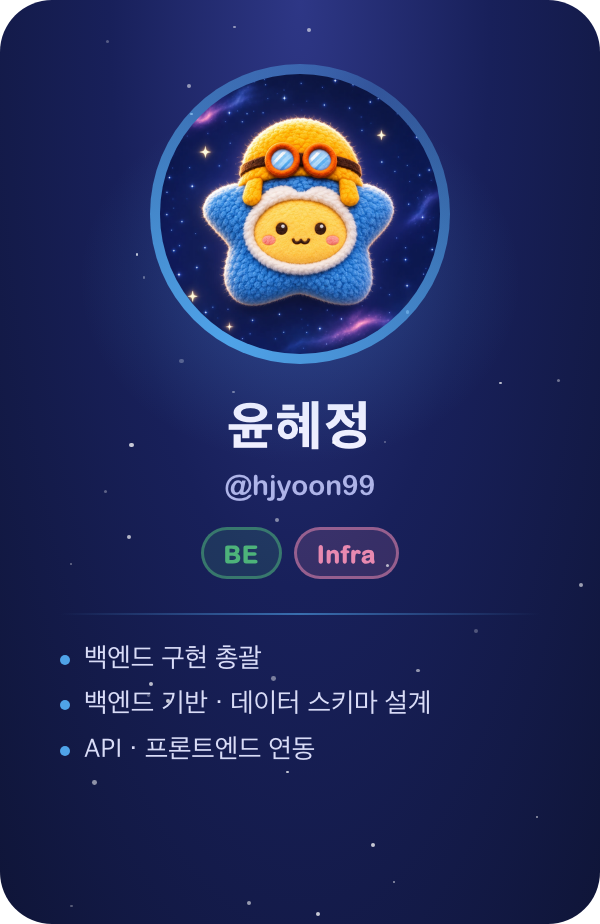 윤혜정
@hjyoon99
BE Infra
백엔드 구현 총괄
백엔드 기반 · 데이터 스키마 설계
API · 프론트엔드 연동